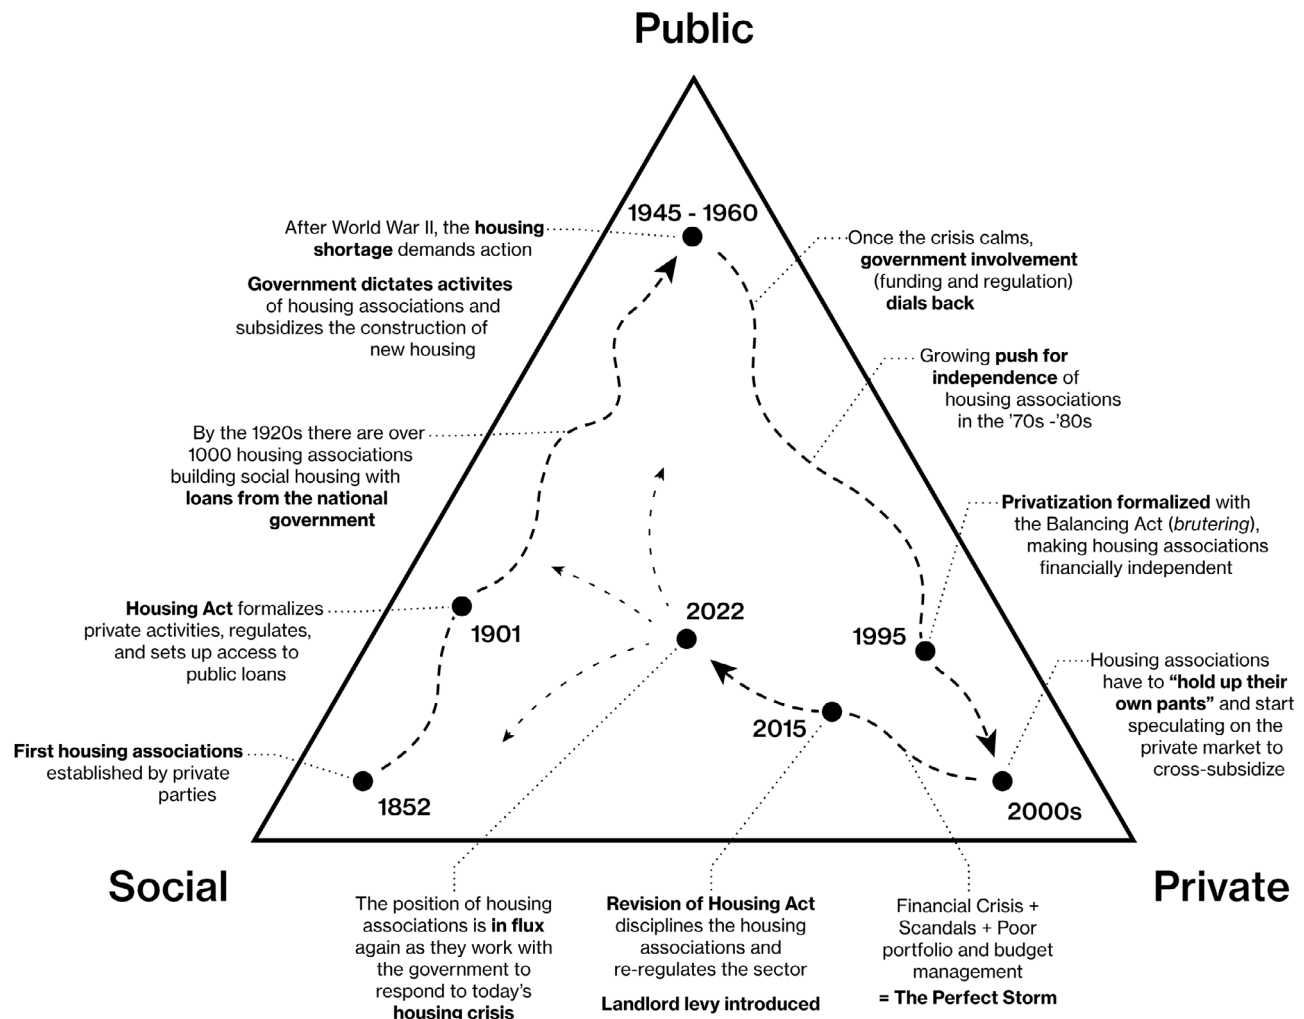 Public
1945 - 1960
After World War II, the housing
shortage demands action
Government dictates activites
of housing associations and
subsidizes the construction of
new housing
Once the crisis calms,
government involvement
(funding and regulation)
dials back
Growing push for
independence of
housing associations
in the ’70s -’80s
By the 1920s there are over
1000 housing associations
building social housing with
loans from the national
government
Privatization formalized with
the Balancing Act (brutering),
making housing associations
financially independent
Housing Act formalizes
private activities, regulates,
and sets up access to
public loans
1901
2022
1995
Housing associations
have to “hold up their
own pants” and start
speculating on the
private market to
cross-subsidize
2015
First housing associations
established by private
parties
1852
2000s
Social
Private
The position of housing
associations is in flux
again as they work with
the government to
respond to today’s
housing crisis
Revision of Housing Act
disciplines the housing
associations and
re-regulates the sector
Landlord levy introduced
Financial Crisis +
Scandals + Poor
portfolio and budget
management
= The Perfect Storm